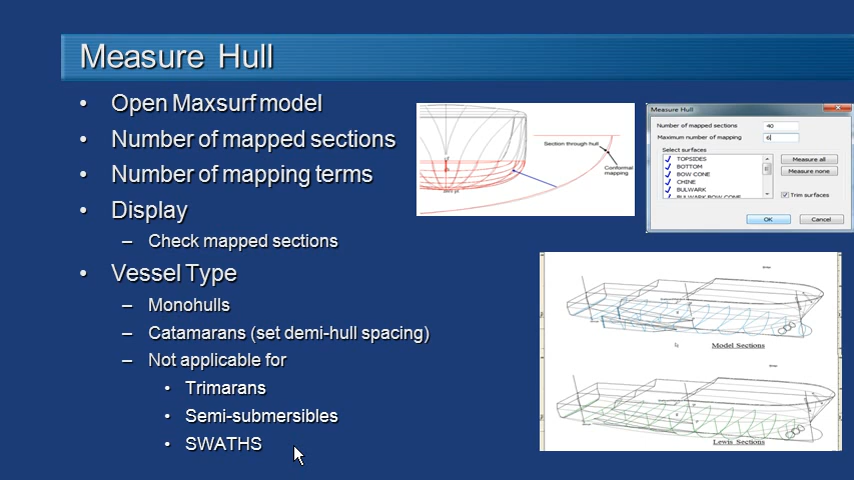 Measure Hull
• Open Maxsurf model
• Number of mapped sections
• Number of mapping terms
• Display
– Check mapped sections
• Vessel Type
– Monohulls
– Catamarans (set demi-hull spacing)
– Not applicable for
• Trimarans
• Semi-submersibles
• SWATHS
Section through hull
Conformal
mapping
Measure Hull
Number of mapped sections 40
Maximum number of mapping 6
Select surfaces
TOPSIDES
BOTTOM
BOW CONE
CHINE
BULWARK
BULWARK BOW CONE
Measure all
Measure none
Trim surfaces
OK Cancel
Model Sections
Lewis Sections